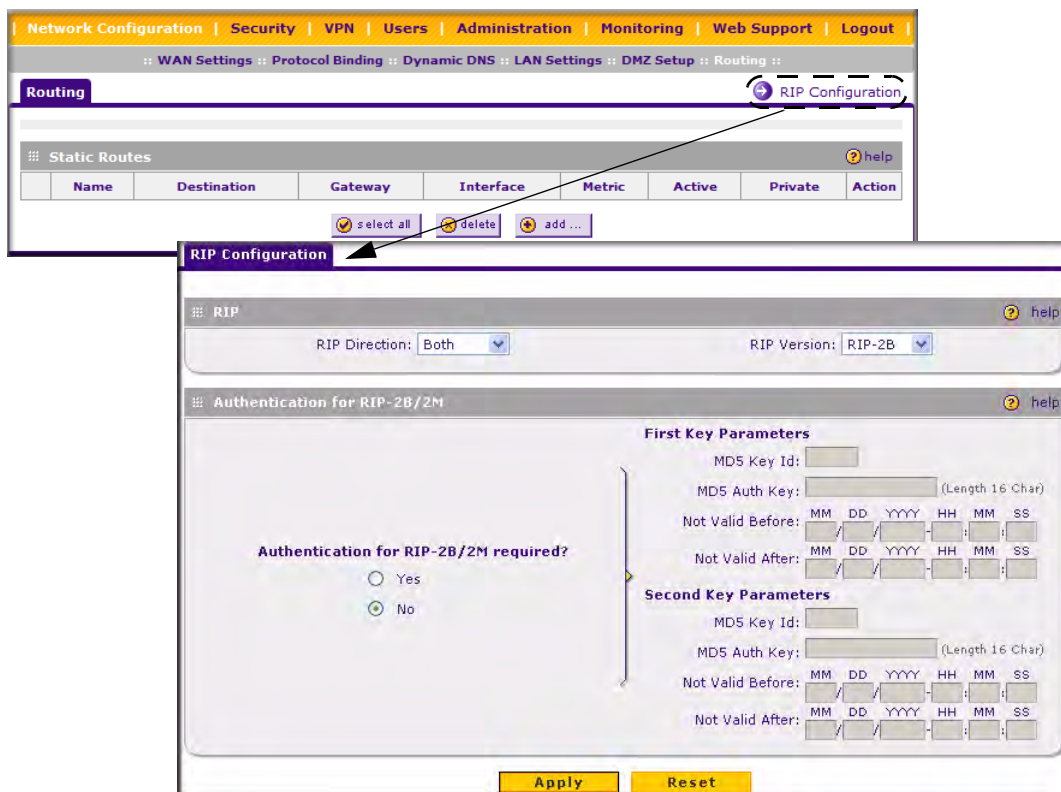 Network Configuration | Security | VPN | Users | Administration | Monitoring | Web Support | Logout
:: WAN Settings :: Protocol Binding :: Dynamic DNS :: LAN Settings :: DMZ Setup :: Routing ::
Routing
RIP Configuration
Static Routes
help
Name Destination Gateway Interface Metric Active Private Action
select all delete add ...
RIP Configuration
RIP
help
RIP Direction: Both RIP Version: RIP-2B
Authentication for RIP-2B/2M
help
Authentication for RIP-2B/2M required?
Yes
No
First Key Parameters
MD5 Key Id:
MD5 Auth Key: (Length 16 Char)
MM DD YYYY HH MM SS
Not Valid Before: / / - : :
MM DD YYYY HH MM SS
Not Valid After: / / - : :
Second Key Parameters
MD5 Key Id:
MD5 Auth Key: (Length 16 Char)
MM DD YYYY HH MM SS
Not Valid Before: / / - : :
MM DD YYYY HH MM SS
Not Valid After: / / - : :
Apply Reset